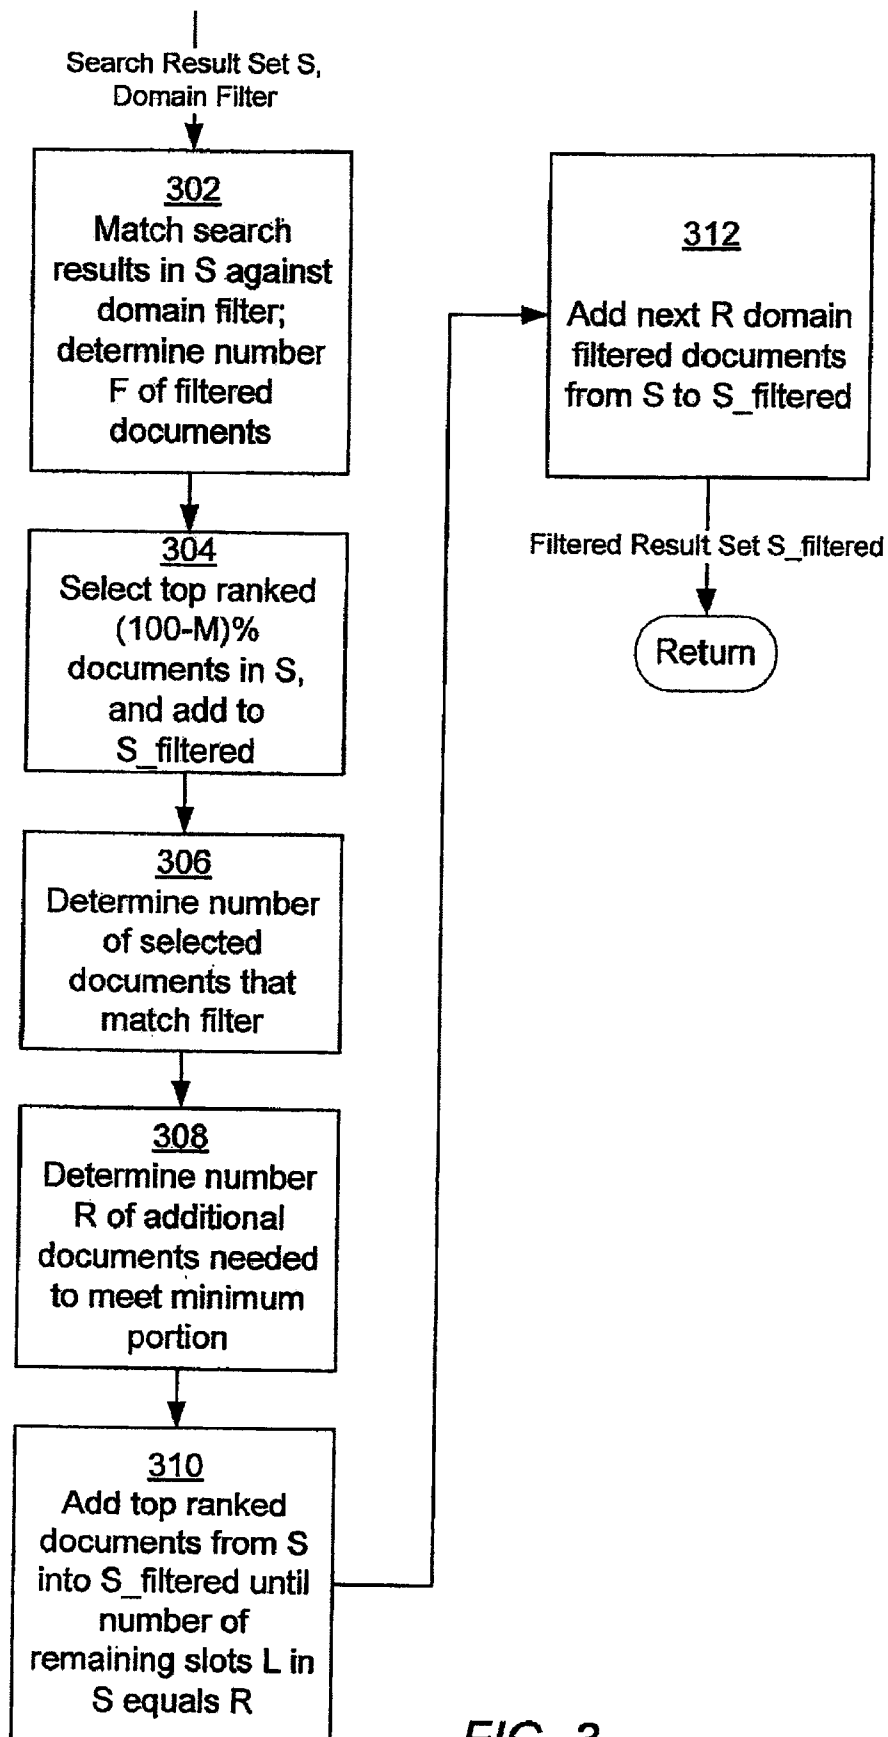 Search Result Set S,
Domain Filter
302
Match search
results in S against
domain filter;
determine number
F of filtered
documents
304
Select top ranked
(100-M)%
documents in S,
and add to
S_filtered
306
Determine number
of selected
documents that
match filter
308
Determine number
R of additional
documents needed
to meet minimum
portion
310
Add top ranked
documents from S
into S_filtered until
number of
remaining slots L in
S equals R
312
Add next R domain
filtered documents
from S to S_filtered
Filtered Result Set S_filtered
Return
FIG. 3